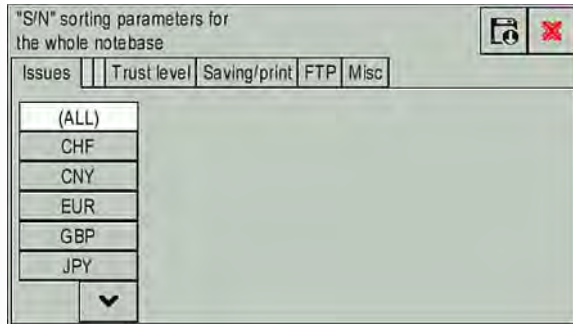 "S/N" sorting parameters for
the whole notebase
Issues Trust level Saving/print FTP Misc
(ALL)
CHF
CNY
EUR
GBP
JPY